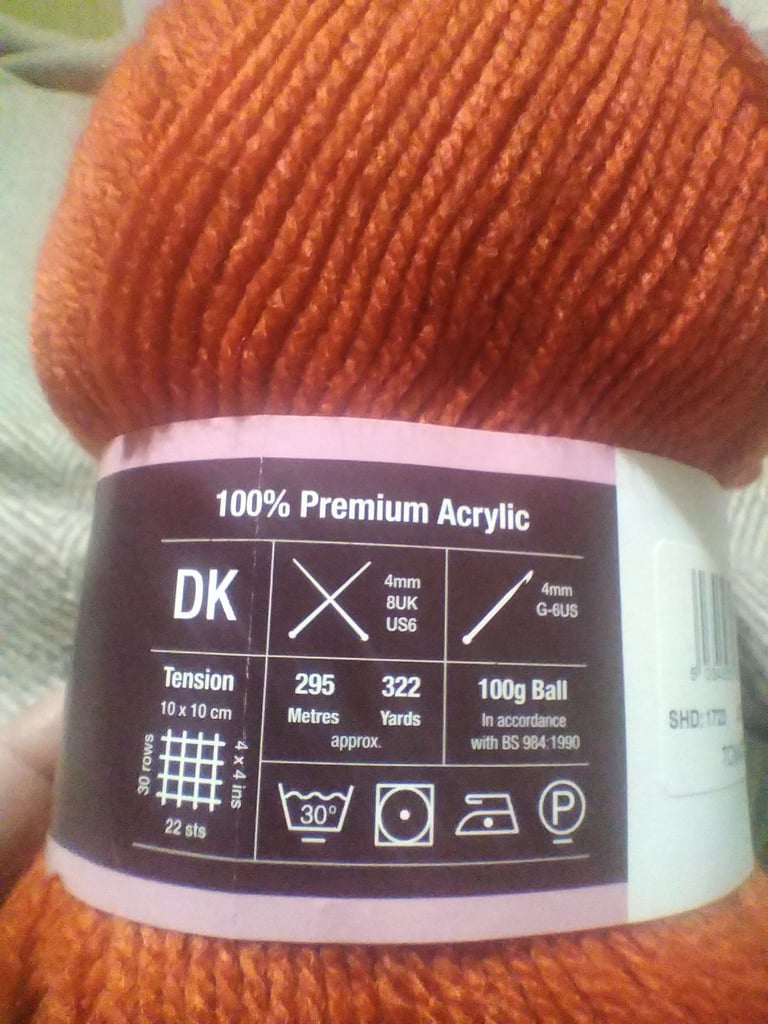 100% Premium Acrylic
DK
4mm
8UK
US6
4mm
G-6US
Tension
10 x 10 cm
30 rows
4 x 4 ins
22 sts
295 322
Metres Yards
approx.
100g Ball
In accordance
with BS 984:1990
30°
P
SHD: 1723